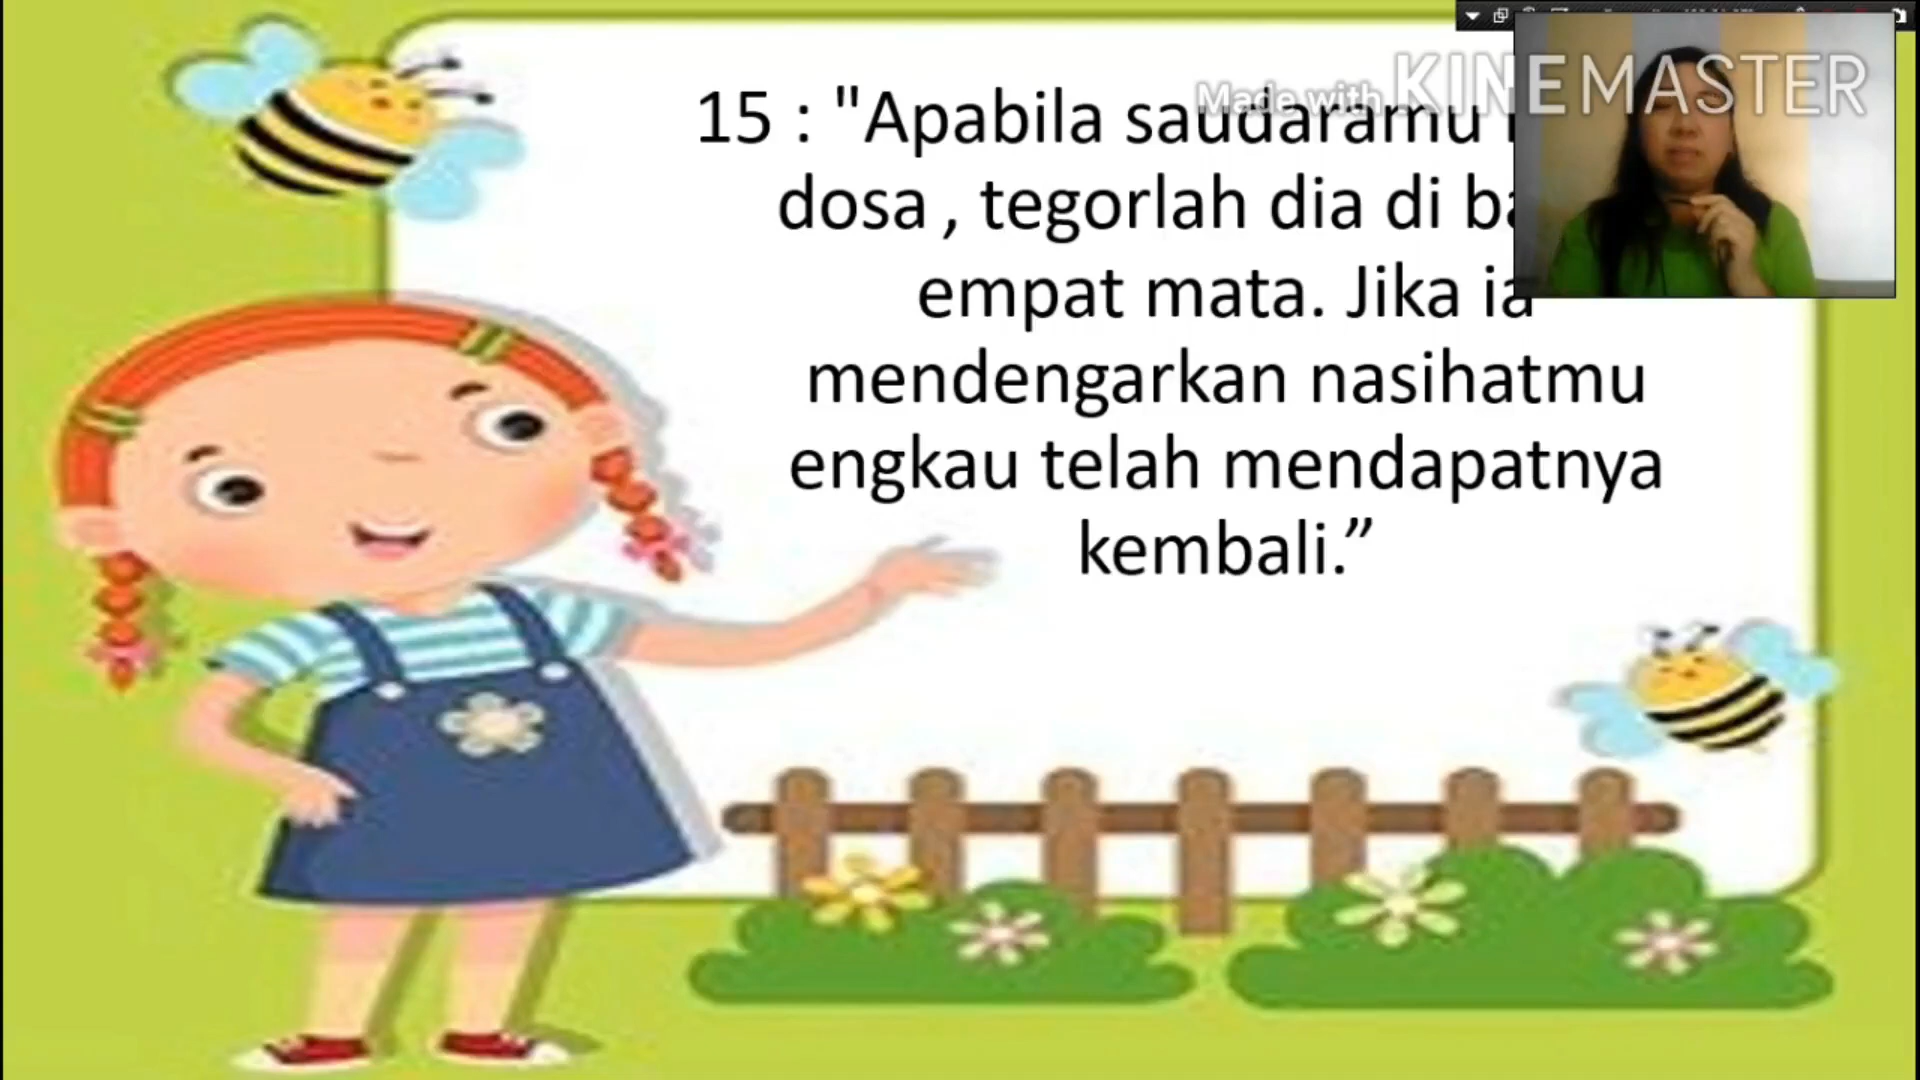 Made with KINEMASTER
15 : "Apabila saudaramu
dosa , tegorlah dia di
empat mata. Jika ia
mendengarkan nasihatmu
engkau telah mendapatnya
kembali.”